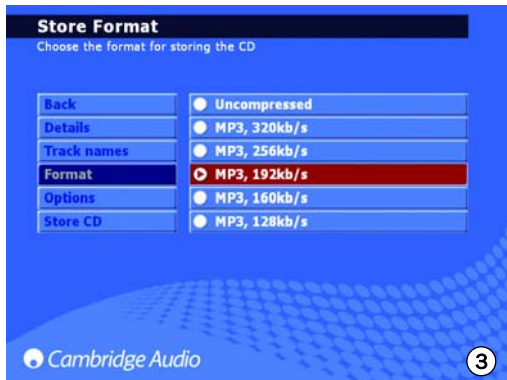 Store Format
Choose the format for storing the CD
Back
Details
Track names
Format
Options
Store CD
Uncompressed
MP3, 320kb/s
MP3, 256kb/s
MP3, 192kb/s
MP3, 160kb/s
MP3, 128kb/s
Cambridge Audio
3